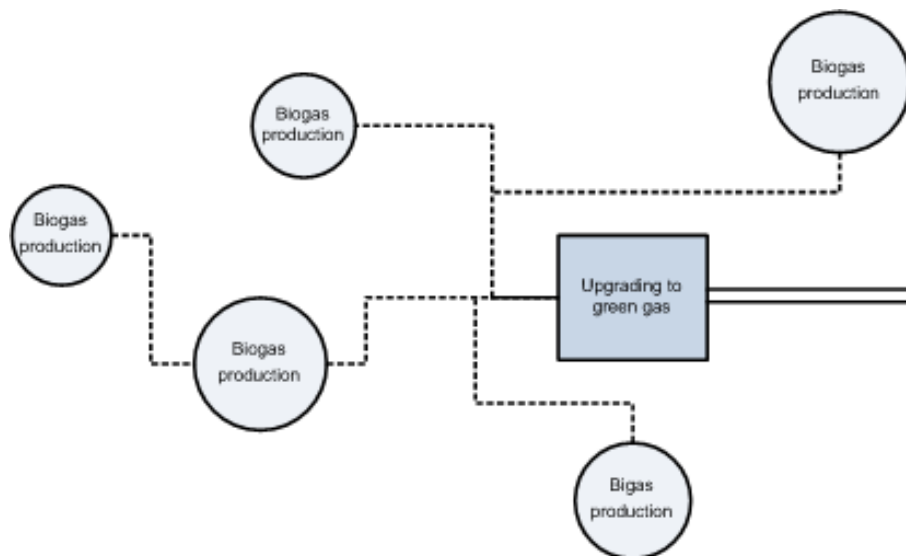 Biogas
production
Biogas
production
Biogas
production
Upgrading to
green gas
Biogas
production
Bigas
production